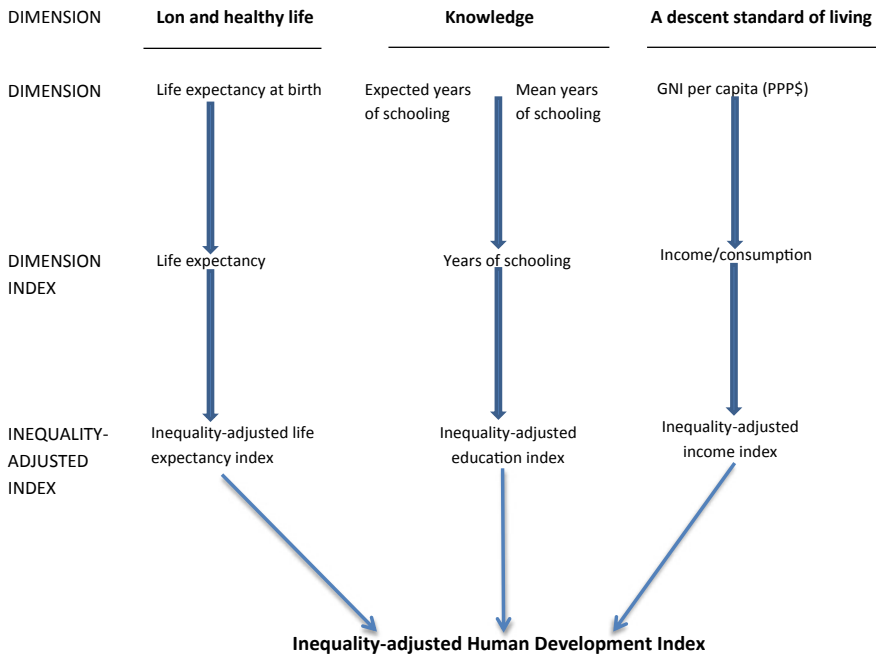 DIMENSION Lon and healthy life Knowledge A descent standard of living
DIMENSION Life expectancy at birth Expected years of schooling Mean years of schooling GNI per capita (PPP$)
DIMENSION INDEX Life expectancy Years of schooling Income/consumption
INEQUALITY-ADJUSTED INDEX Inequality-adjusted life expectancy index Inequality-adjusted education index Inequality-adjusted income index
Inequality-adjusted Human Development Index